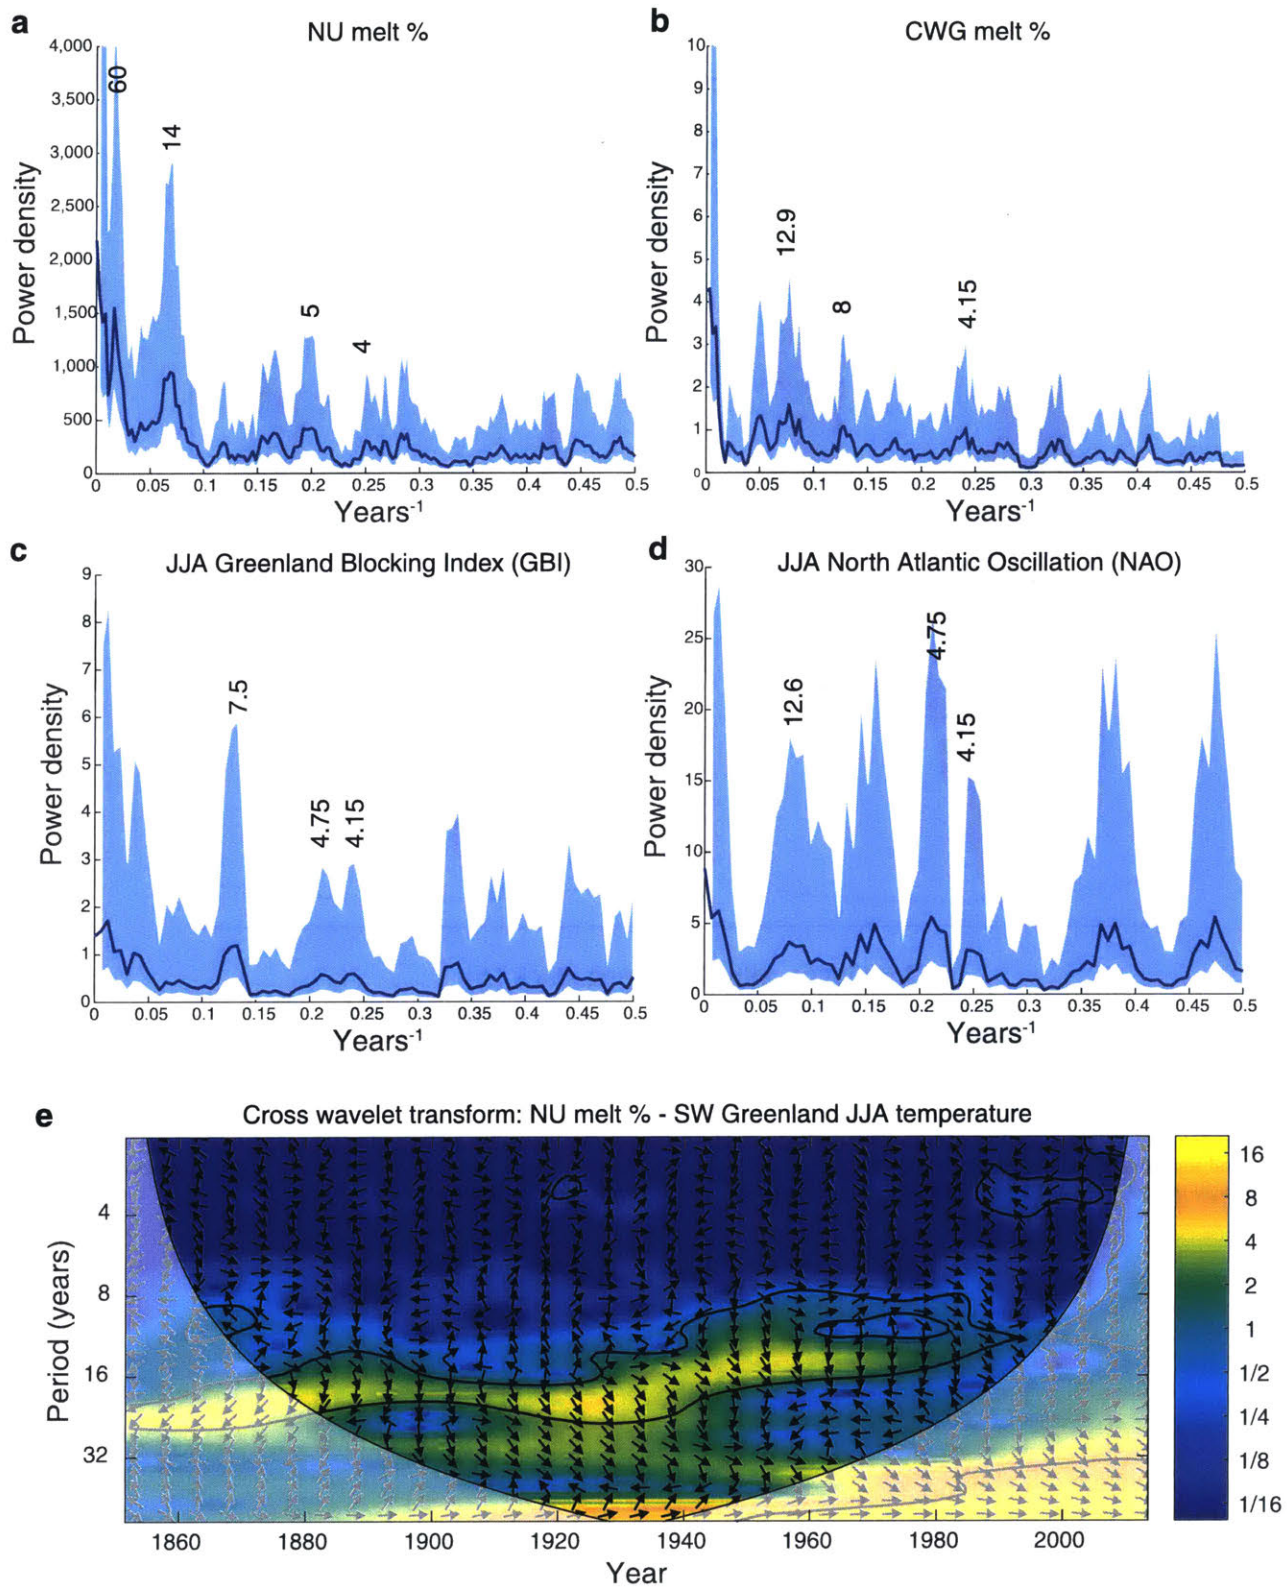 a
NU melt %
4,000
3,500
3,000
2,500
2,000
1,500
1,000
500
0
Power density
60
14
5
4
0 0.05 0.1 0.15 0.2 0.25 0.3 0.35 0.4 0.45 0.5
Years-1
b
CWG melt %
10
9
8
7
6
5
4
3
2
1
0
Power density
12.9
8
4.15
0 0.05 0.1 0.15 0.2 0.25 0.3 0.35 0.4 0.45 0.5
Years-1
c
JJA Greenland Blocking Index (GBI)
9
8
7
6
5
4
3
2
1
0
Power density
7.5
4.75
4.15
0 0.05 0.1 0.15 0.2 0.25 0.3 0.35 0.4 0.45 0.5
Years-1
d
JJA North Atlantic Oscillation (NAO)
30
25
20
15
10
5
0
Power density
12.6
4.75
4.15
0 0.05 0.1 0.15 0.2 0.25 0.3 0.35 0.4 0.45 0.5
Years-1
e
Cross wavelet transform: NU melt % - SW Greenland JJA temperature
Period (years)
4
8
16
32
1860 1880 1900 1920 1940 1960 1980 2000
Year
16
8
4
2
1
1/2
1/4
1/8
1/16